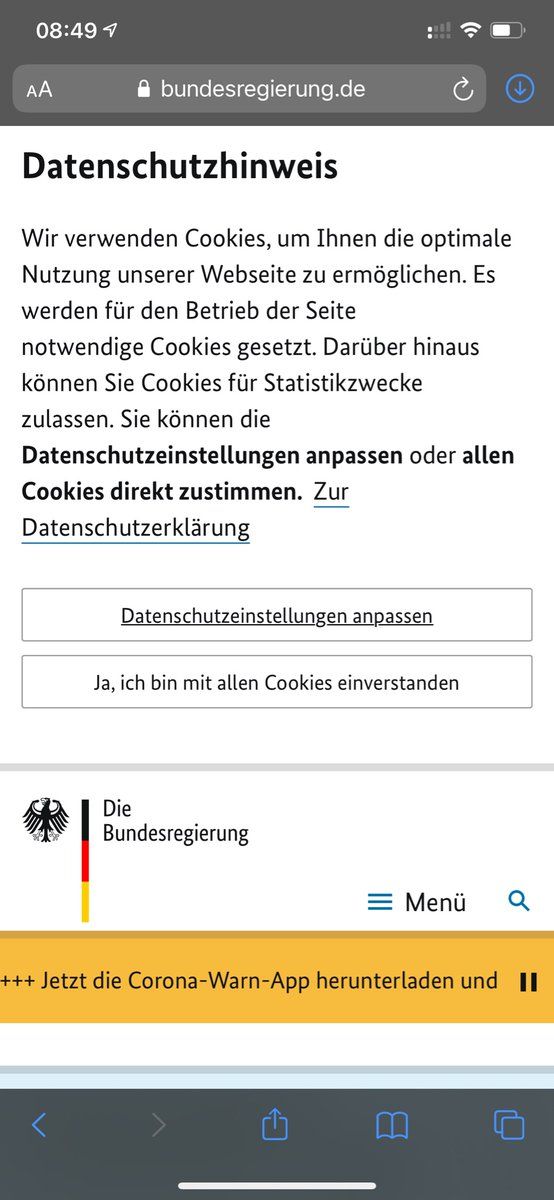 08:49
AA bundesregierung.de
Datenschutzhinweis
Wir verwenden Cookies, um Ihnen die optimale
Nutzung unserer Webseite zu ermöglichen. Es
werden für den Betrieb der Seite
notwendige Cookies gesetzt. Darüber hinaus
können Sie Cookies für Statistikzwecke
zulassen. Sie können die
Datenschutzeinstellungen anpassen oder allen
Cookies direkt zustimmen. Zur
Datenschutzerklärung
Datenschutzeinstellungen anpassen
Ja, ich bin mit allen Cookies einverstanden
Die
Bundesregierung
Menü
+++ Jetzt die Corona-Warn-App herunterladen und